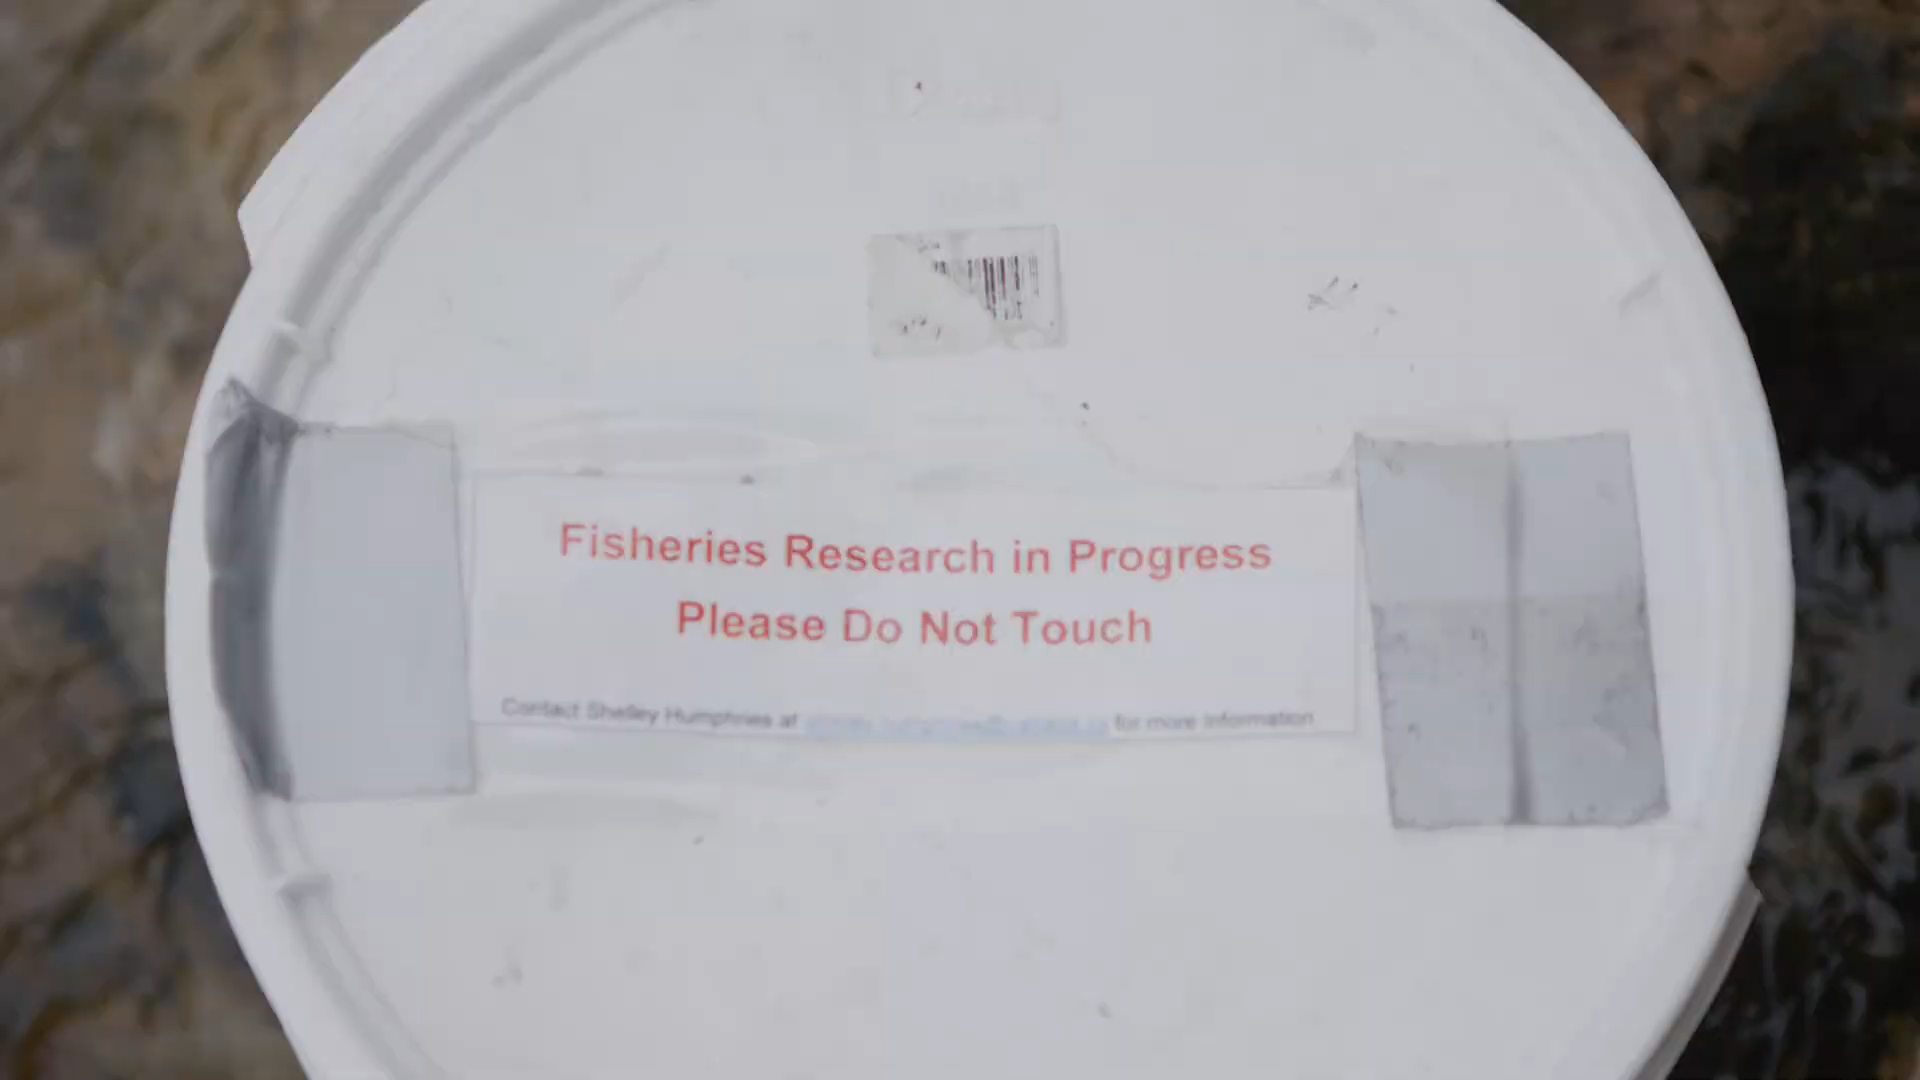 Fisheries Research in Progress
Please Do Not Touch
Contact Shelley Humphries at for more information